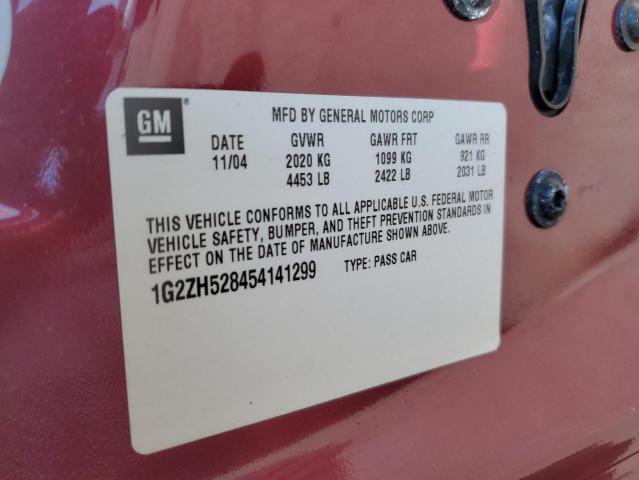 GM
MFD BY GENERAL MOTORS CORP
DATE GVWR GAWR FRT GAWR RR
11/04 2020 KG 1099 KG 921 KG
4453 LB 2422 LB 2031 LB
THIS VEHICLE CONFORMS TO ALL APPLICABLE U.S. FEDERAL MOTOR
VEHICLE SAFETY, BUMPER, AND THEFT PREVENTION STANDARDS IN
EFFECT ON THE DATE OF MANUFACTURE SHOWN ABOVE.
1G2ZH528454141299 TYPE: PASS CAR